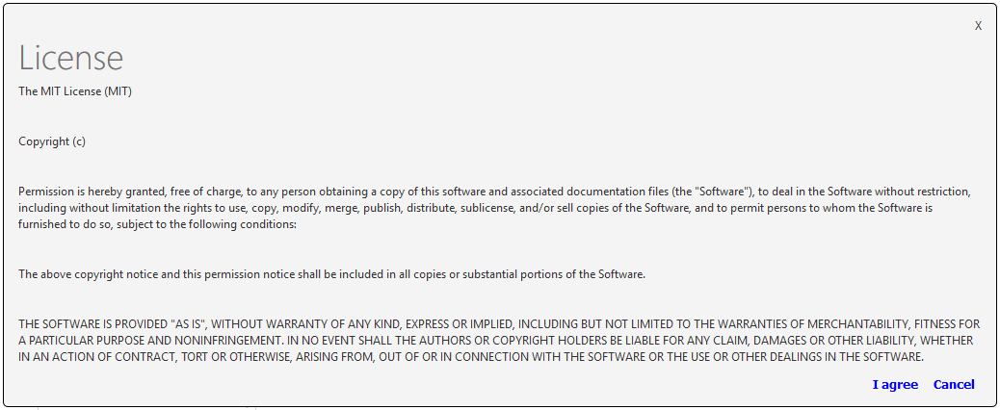 X
License
The MIT License (MIT)
Copyright (c)
Permission is hereby granted, free of charge, to any person obtaining a copy of this software and associated documentation files (the "Software"), to deal in the Software without restriction,
including without limitation the rights to use, copy, modify, merge, publish, distribute, sublicense, and/or sell copies of the Software, and to permit persons to whom the Software is
furnished to do so, subject to the following conditions:
The above copyright notice and this permission notice shall be included in all copies or substantial portions of the Software.
THE SOFTWARE IS PROVIDED "AS IS", WITHOUT WARRANTY OF ANY KIND, EXPRESS OR IMPLIED, INCLUDING BUT NOT LIMITED TO THE WARRANTIES OF MERCHANTABILITY, FITNESS FOR
A PARTICULAR PURPOSE AND NONINFRINGEMENT. IN NO EVENT SHALL THE AUTHORS OR COPYRIGHT HOLDERS BE LIABLE FOR ANY CLAIM, DAMAGES OR OTHER LIABILITY, WHETHER
IN AN ACTION OF CONTRACT, TORT OR OTHERWISE, ARISING FROM, OUT OF OR IN CONNECTION WITH THE SOFTWARE OR THE USE OR OTHER DEALINGS IN THE SOFTWARE.
I agree Cancel